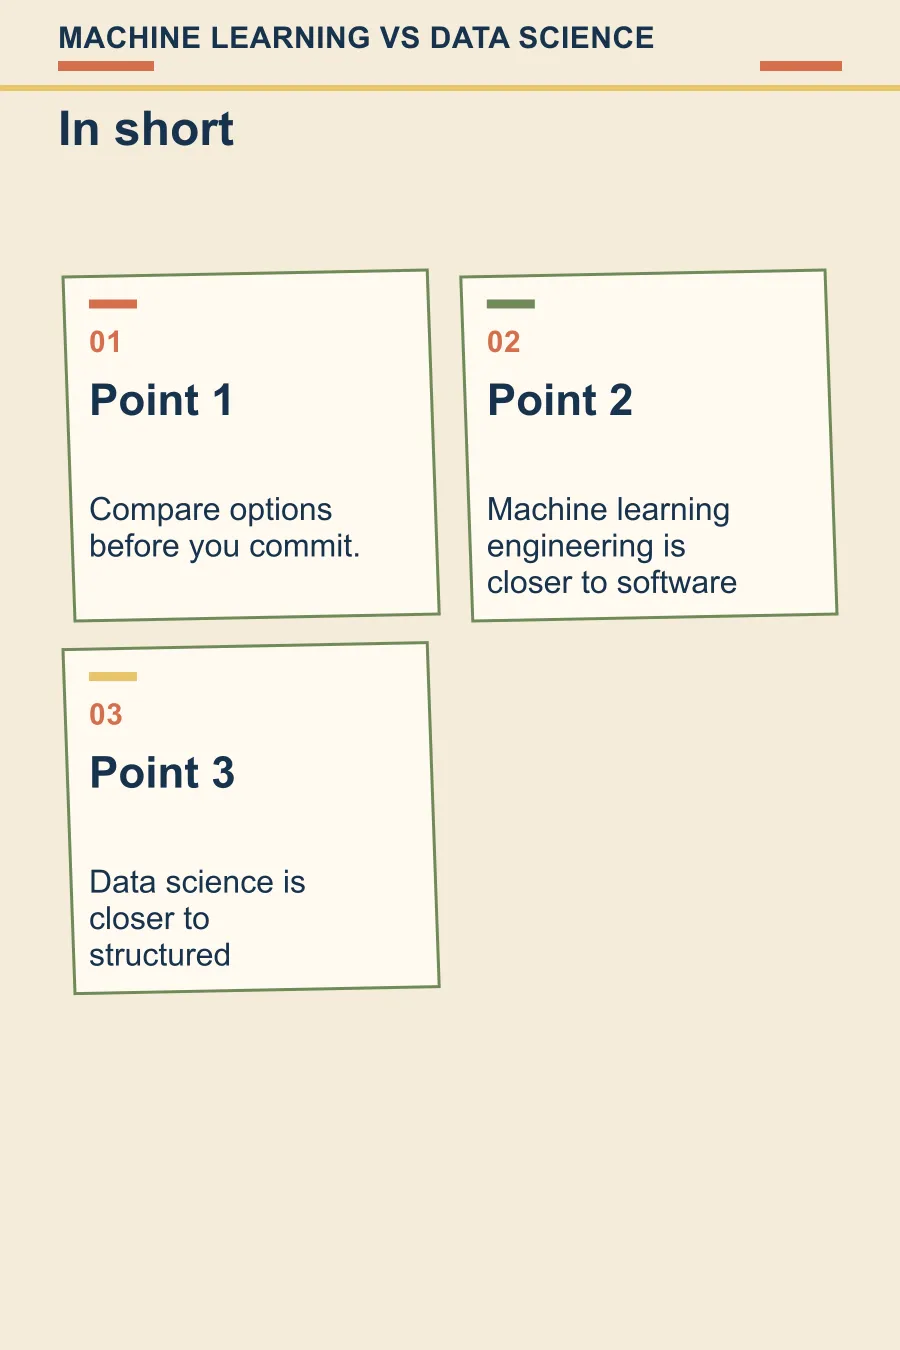 MACHINE LEARNING VS DATA SCIENCE
In short
01
Point 1
Compare options
before you commit.
02
Point 2
Machine learning
engineering is
closer to software
03
Point 3
Data science is
closer to
structured